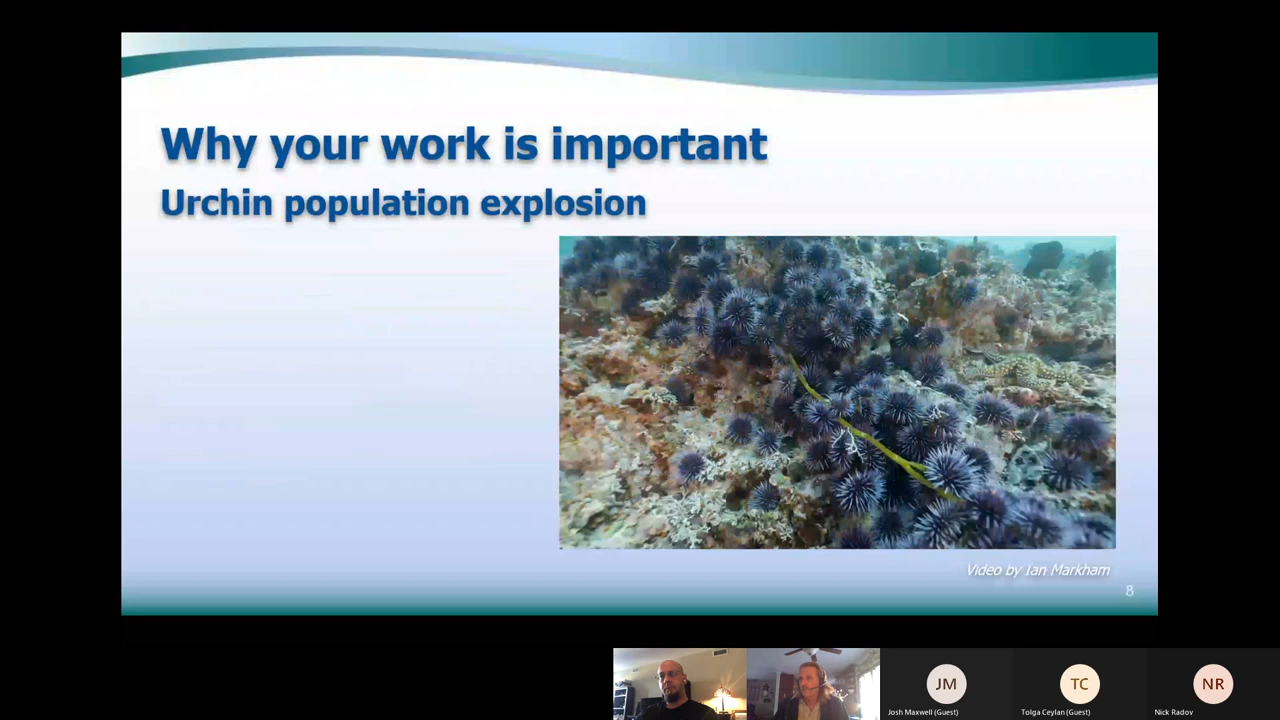 Why your work is important
Urchin population explosion
Video by Ian Markham
8
JM
TC
NR
Josh Maxwell (Guest)
Tolga Ceylan (Guest)
Nick Radov